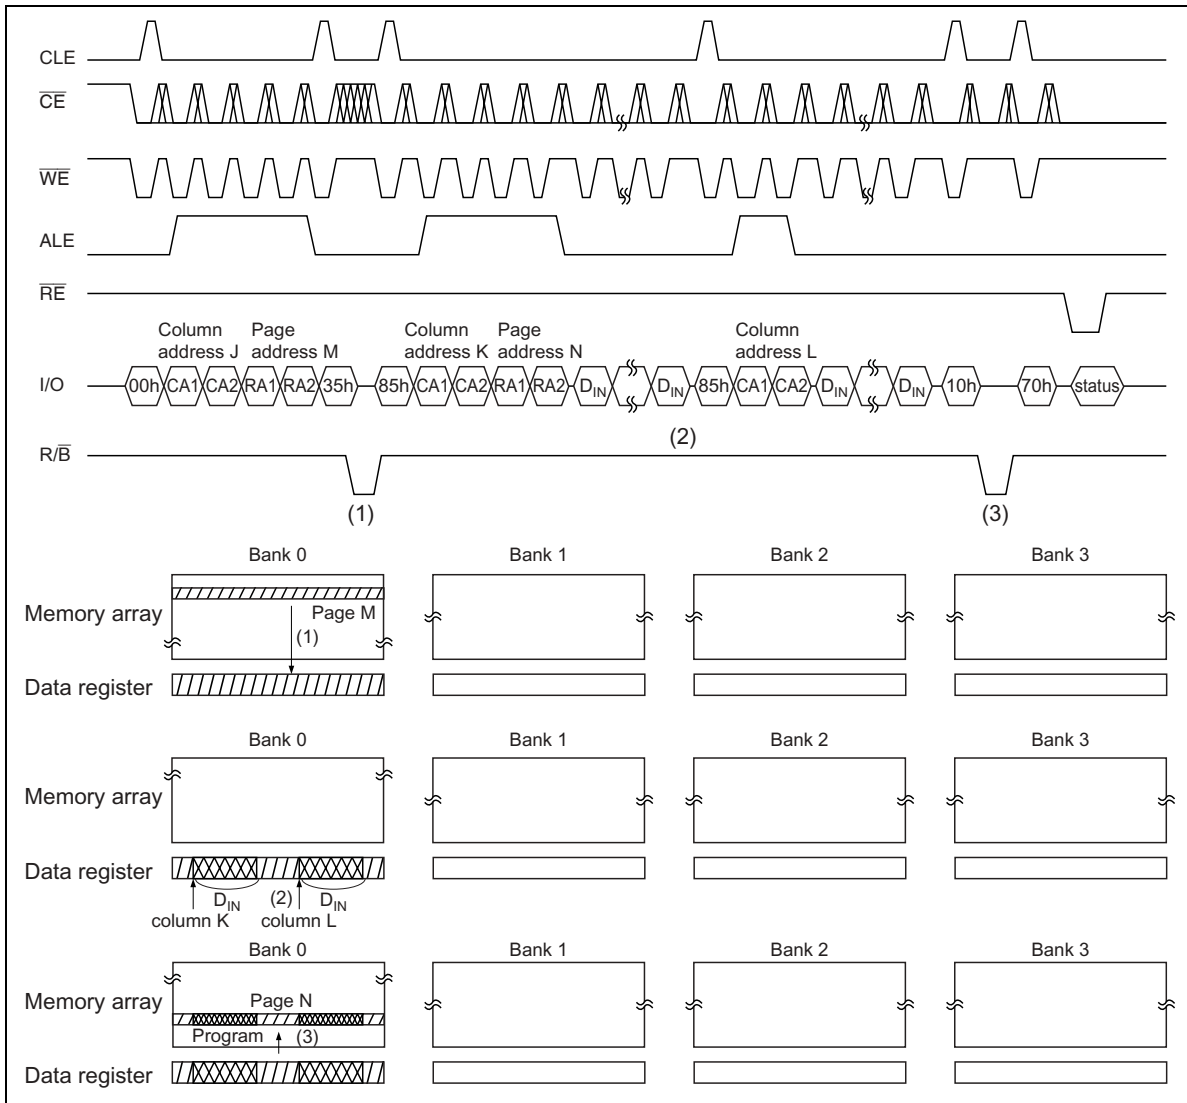 CLE
CE
WE
ALE
RE
Column address J
Page address M
Column address K
Page address N
Column address L
I/O 00h CA1 CA2 RA1 RA2 35h 85h CA1 CA2 RA1 RA2 DIN DIN 85h CA1 CA2 DIN DIN 10h 70h status
(2)
R/B
(1) (3)
Bank 0 Bank 1 Bank 2 Bank 3
Memory array
Page M
(1)
Data register
Bank 0 Bank 1 Bank 2 Bank 3
Memory array
Data register
DIN (2) DIN
column K column L
Bank 0 Bank 1 Bank 2 Bank 3
Memory array
Page N
Program (3)
Data register